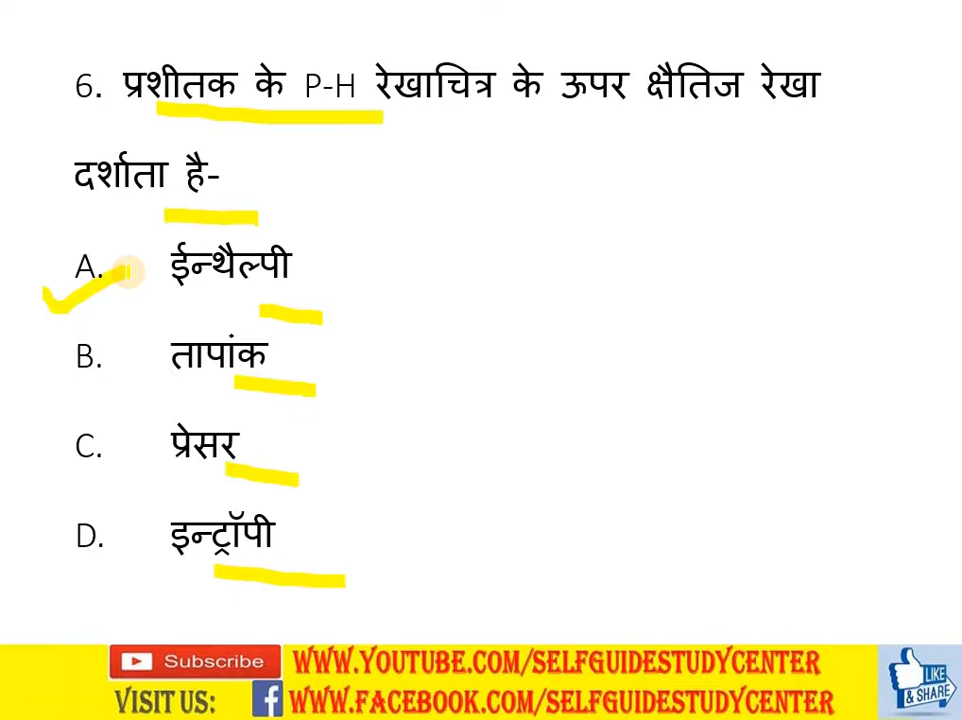 6. प्रशीतक के P-H रेखाचित्र के ऊपर क्षैतिज रेखा
दर्शाता है-
A. ईन्थैल्पी
B. तापांक
C. प्रेसर
D. इन्ट्रॉपी
Subscribe WWW.YOUTUBE.COM/SELFGUIDESTUDYCENTER
VISIT US: f WWW.FACEBOOK.COM/SELFGUIDESTUDYCENTER
LIKE
& SHARE